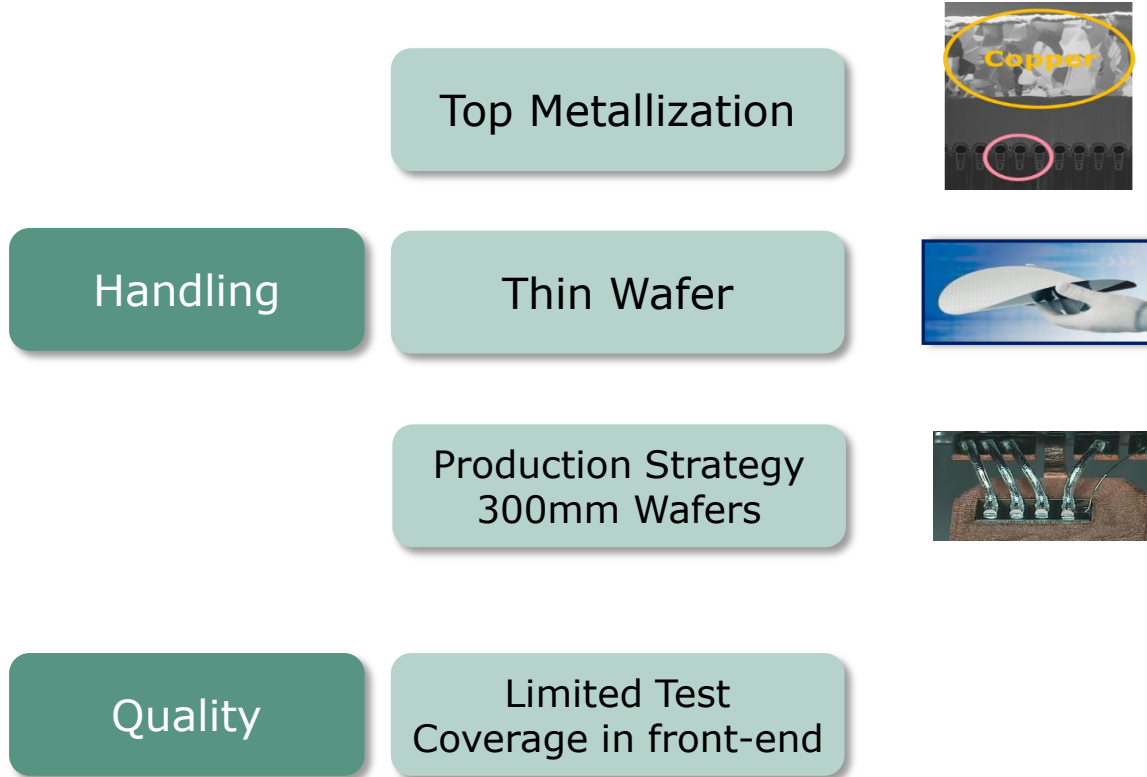 Top Metallization
Copper
Handling
Thin Wafer
Production Strategy
300mm Wafers
Quality
Limited Test
Coverage in front-end